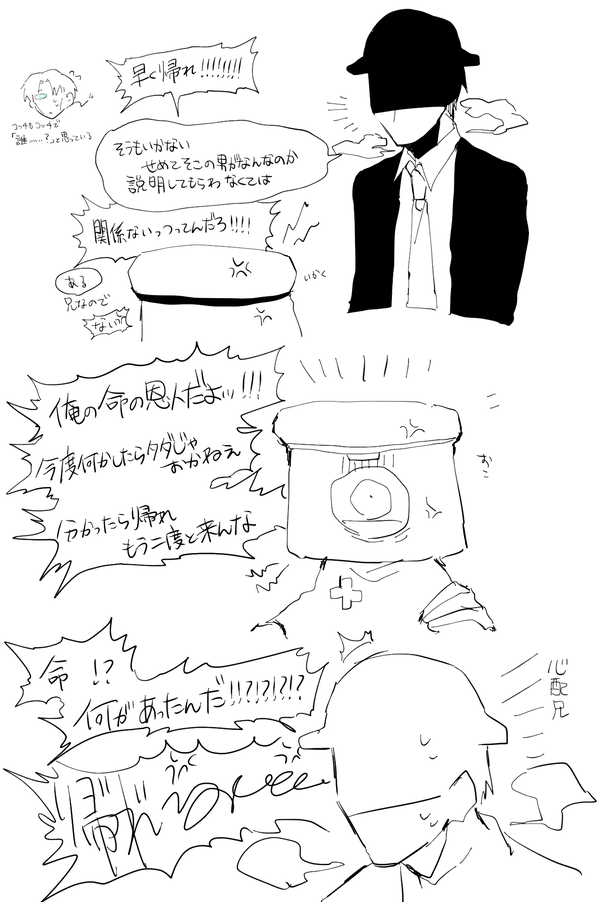 早く帰れ!!!!!!!!
コッチもコッチで
「誰……?」と思っている
そうもいかない
せめてそこの男がなんなのか
説明してもらわなくては
関係ないっつってんだろ!!!!
いかく
ある
兄なので
ない!!
俺の命の恩人だよッ!!!
今度何かしたらタダじゃ
おかねえ
分かったら帰れ
もう二度と来んな
おこ
命!?
何があったんだ!!?!?!?!?
心配兄